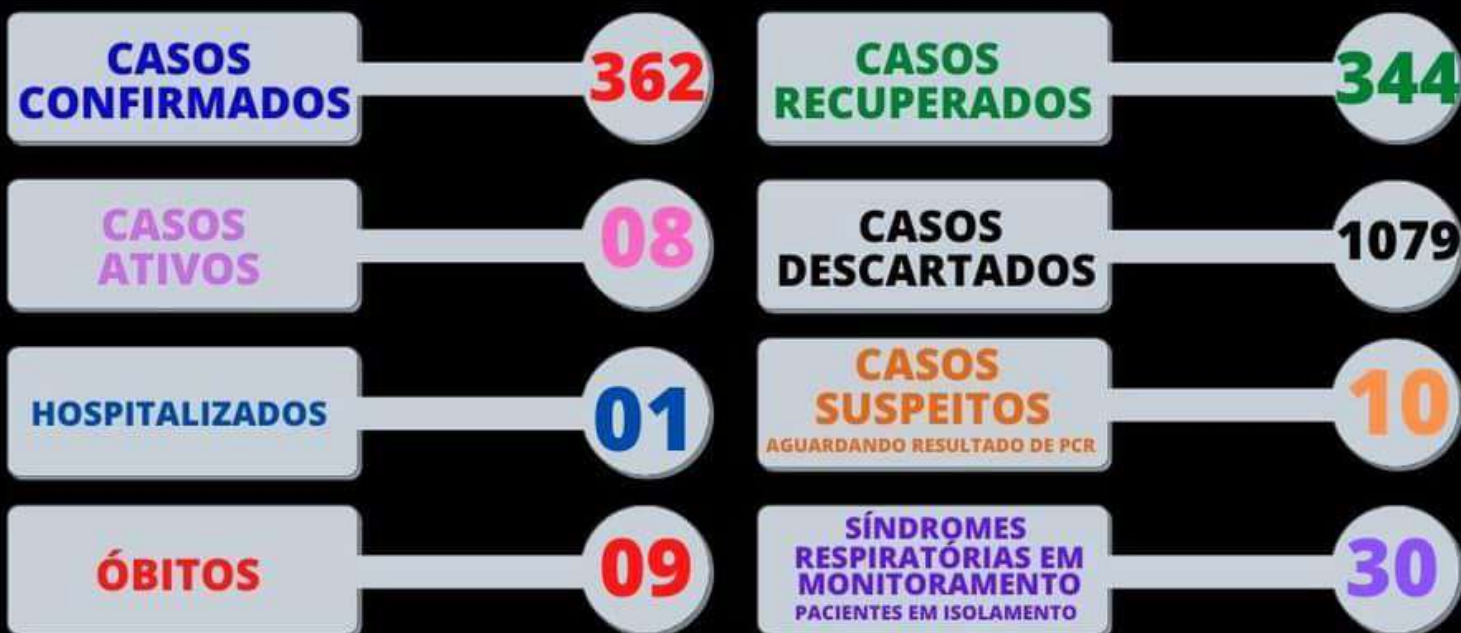 CASOS
CONFIRMADOS
362
CASOS
RECUPERADOS
344
CASOS
ATIVOS
08
CASOS
DESCARTADOS
1079
HOSPITALIZADOS
01
CASOS
SUSPEITOS
AGUARDANDO RESULTADO DE PCR
10
ÓBITOS
09
SÍNDROMES
RESPIRATÓRIAS EM
MONITORAMENTO
PACIENTES EM ISOLAMENTO
30